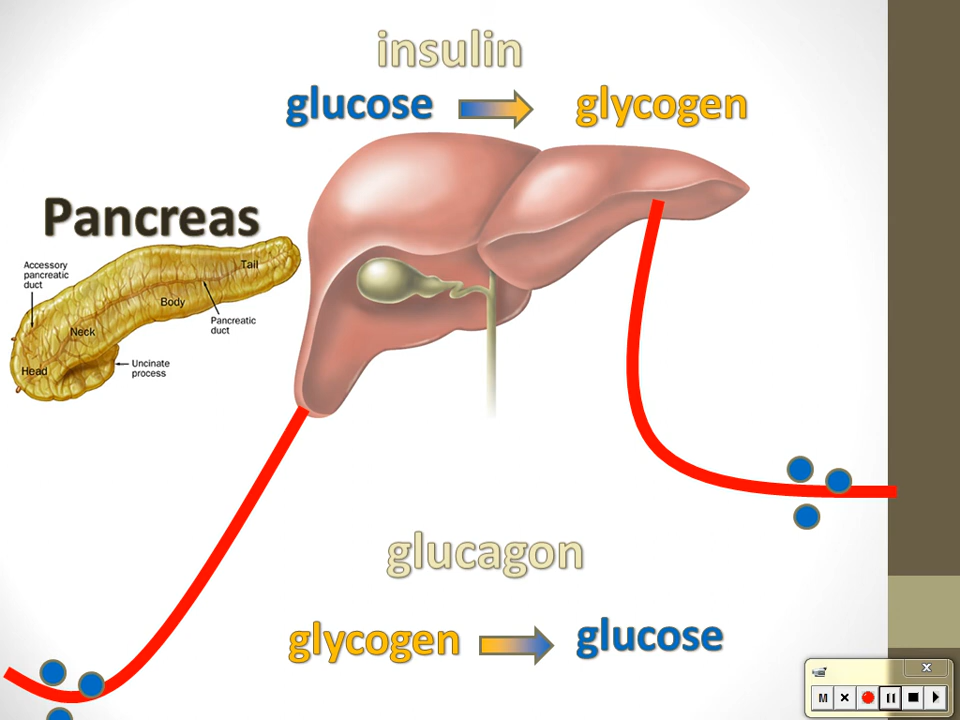 insulin
glucose glycogen
Pancreas
Accessory
pancreatic
duct
Tail
Body
Pancreatic
duct
Neck
Uncinate
process
Head
glucagon
glycogen glucose
M